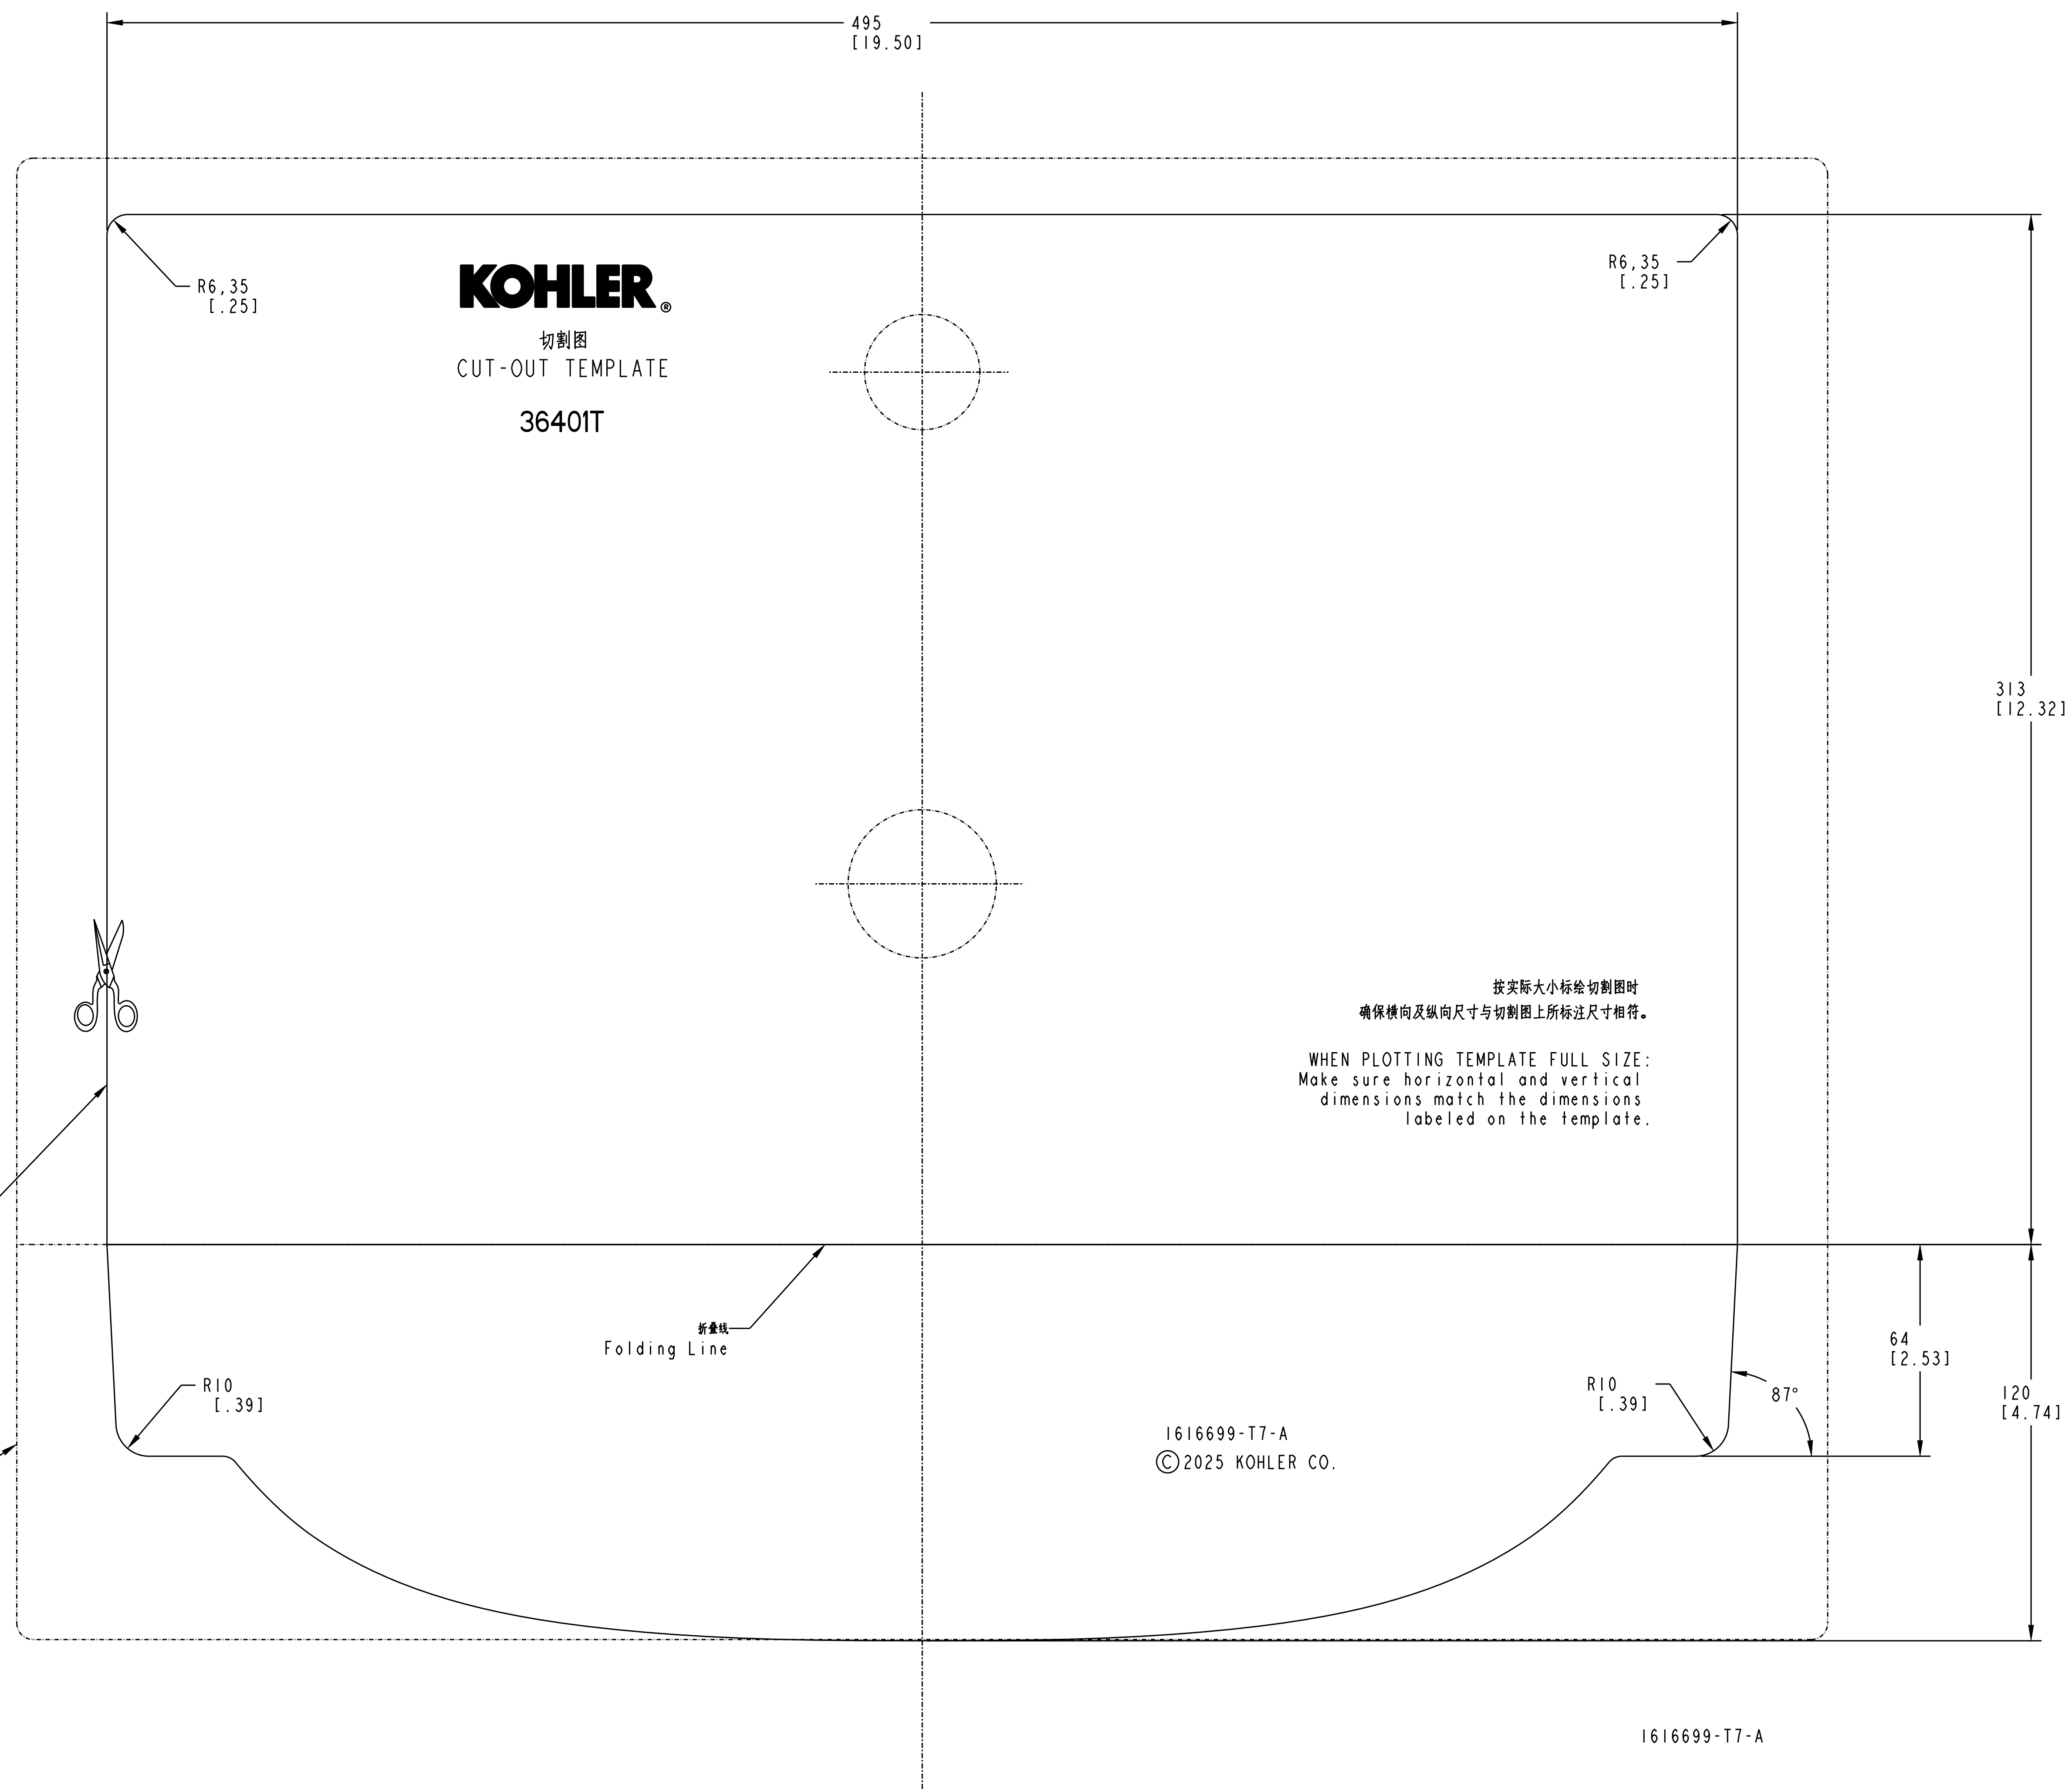 495
[19.50]
R6,35
[.25]
KOHLER®
切割图
CUT-OUT TEMPLATE
36401T
R6,35
[.25]
313
[12.32]
按实际大小标绘切割图时
确保横向及纵向尺寸与切割图上所标注尺寸相符。
WHEN PLOTTING TEMPLATE FULL SIZE:
Make sure horizontal and vertical
dimensions match the dimensions
labeled on the template.
折叠线
Folding Line
64
[2.53]
R10
[.39]
R10
[.39]
87°
120
[4.74]
1616699-T7-A
©2025 KOHLER CO.
1616699-T7-A